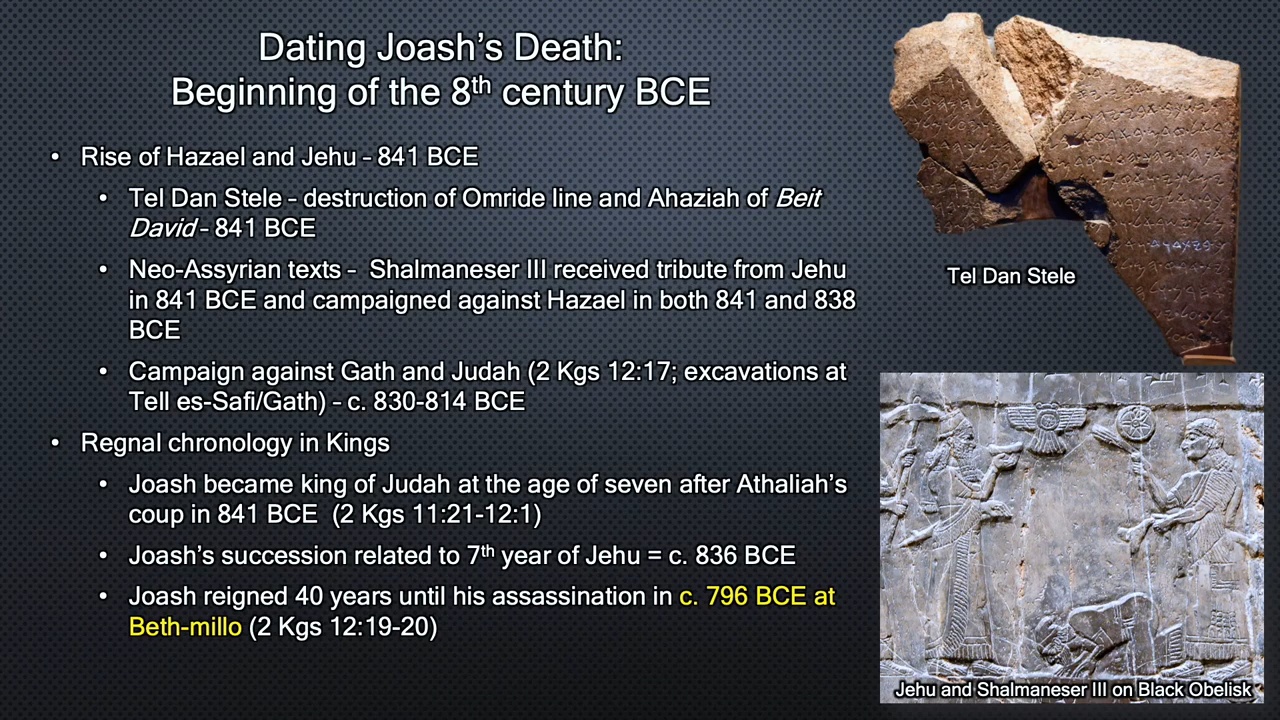 Dating Joash’s Death:
Beginning of the 8th century BCE
• Rise of Hazael and Jehu – 841 BCE
• Tel Dan Stele – destruction of Omride line and Ahaziah of Beit
David – 841 BCE
• Neo-Assyrian texts – Shalmaneser III received tribute from Jehu
in 841 BCE and campaigned against Hazael in both 841 and 838
BCE
• Campaign against Gath and Judah (2 Kgs 12:17; excavations at
Tell es-Safi/Gath) – c. 830-814 BCE
• Regnal chronology in Kings
• Joash became king of Judah at the age of seven after Athaliah’s
coup in 841 BCE (2 Kgs 11:21-12:1)
• Joash’s succession related to 7th year of Jehu = c. 836 BCE
• Joash reigned 40 years until his assassination in c. 796 BCE at
Beth-millo (2 Kgs 12:19-20)
Tel Dan Stele
Jehu and Shalmaneser III on Black Obelisk